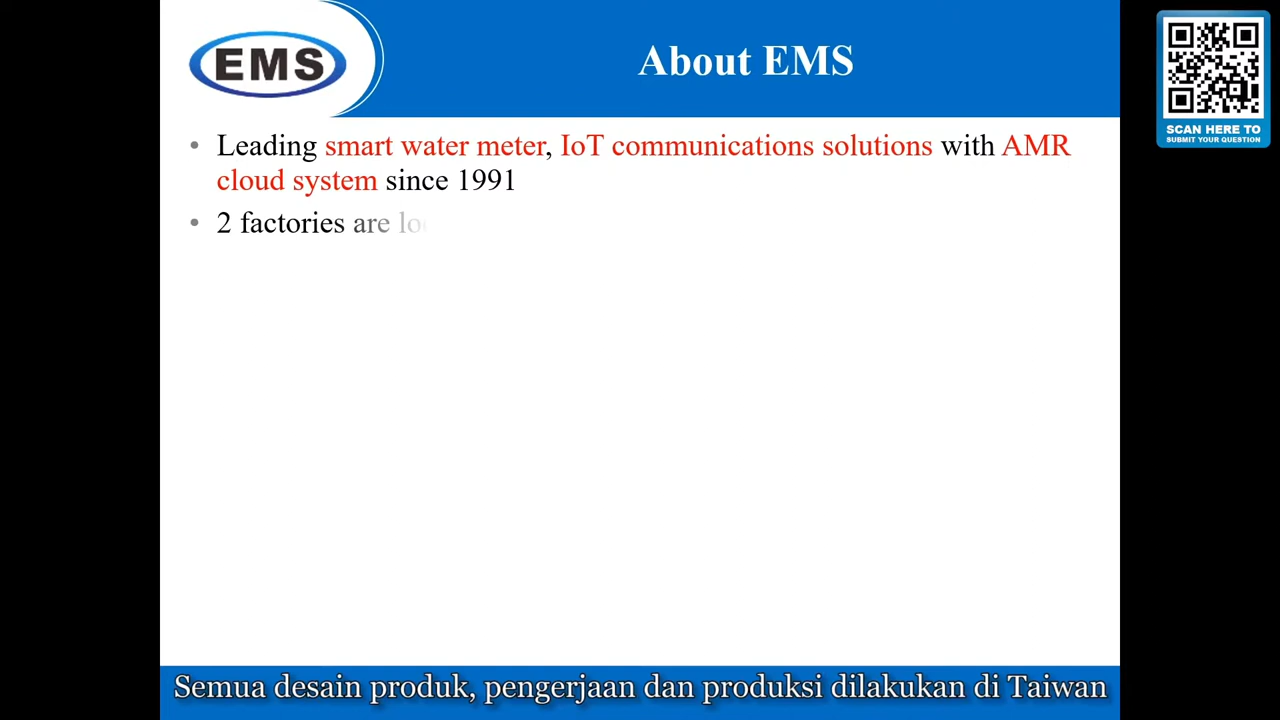 EMS
About EMS
SCAN HERE TO
SUBMIT YOUR QUESTION
• Leading smart water meter, IoT communications solutions with AMR
cloud system since 1991
• 2 factories are
Semua desain produk, pengerjaan dan produksi dilakukan di Taiwan